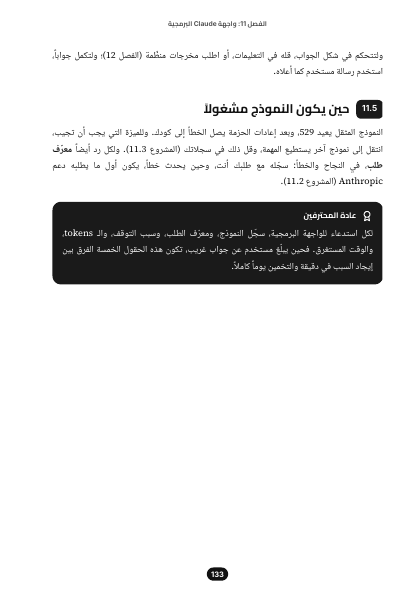 الفصل 11: واجهة Claude البرمجية
ولتتحكم في شكل الجواب، قله في التعليمات، أو اطلب مخرجات منظَّمة (الفصل 12)؛ ولتكمل جواباً،
استخدم رسالة مستخدم كما أعلاه.
11.5 حين يكون النموذج مشغولاً
النموذج المثقل يعيد 529، وبعد إعادات الحزمة يصل الخطأ إلى كودك. وللميزة التي يجب أن تجيب،
انتقل إلى نموذج آخر يستطيع المهمة، وقل ذلك في سجلاتك (المشروع 11.3). ولكل رد أيضاً معرّف
طلب، في النجاح والخطأ: سجّله مع طلبك أنت، وحين يحدث خطأ، يكون أول ما يطلبه دعم
Anthropic (المشروع 11.2).
عادة المحترفين
لكل استدعاء للواجهة البرمجية، سجّل النموذج، ومعرّف الطلب، وسبب التوقف، والـ tokens،
والوقت المستغرق. فحين يبلّغ مستخدم عن جواب غريب، تكون هذه الحقول الخمسة الفرق بين
إيجاد السبب في دقيقة والتخمين يوماً كاملاً.
133